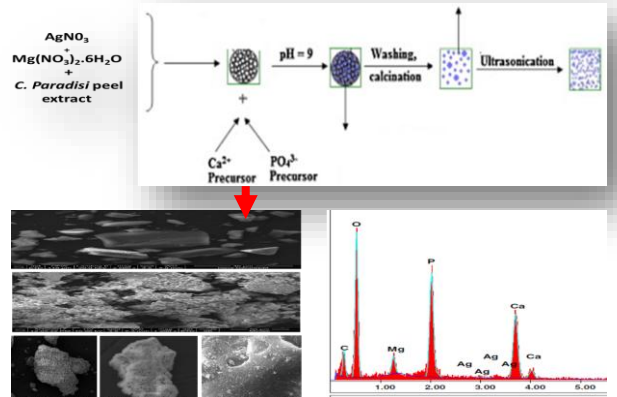 AgN0₃
+
Mg(NO₃)₂.6H₂O
+
C. Paradisi peel
extract
pH = 9
Washing,
calcination
Ultrasonication
+
Ca²⁺
Precursor
PO₄³⁻
Precursor
O
P
Ca
C
Mg
Ag
Ag
Ag
Ag
Ca
1.00
2.00
3.00
4.00
5.00